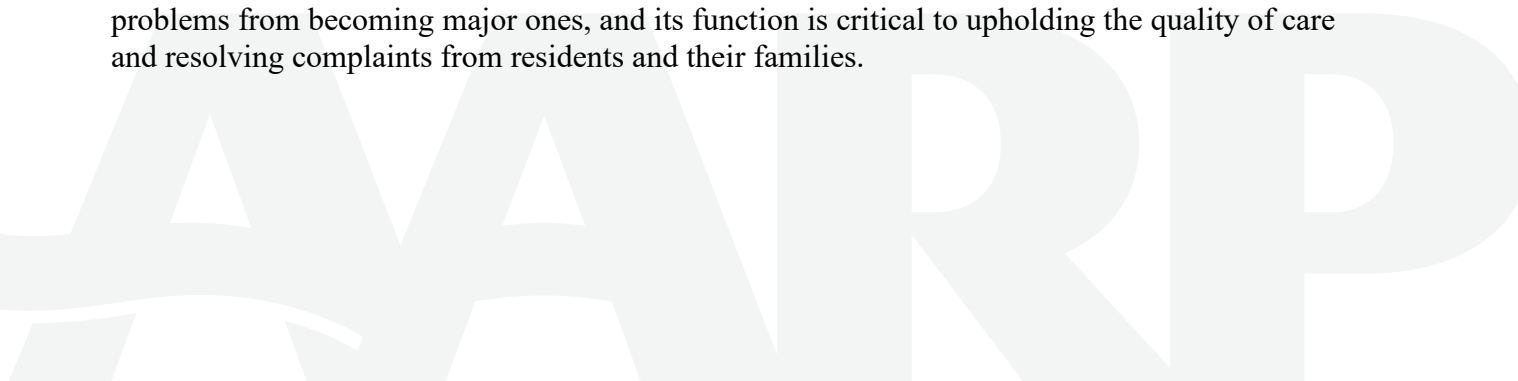 problems from becoming major ones, and its function is critical to upholding the quality of care
and resolving complaints from residents and their families.
AARP